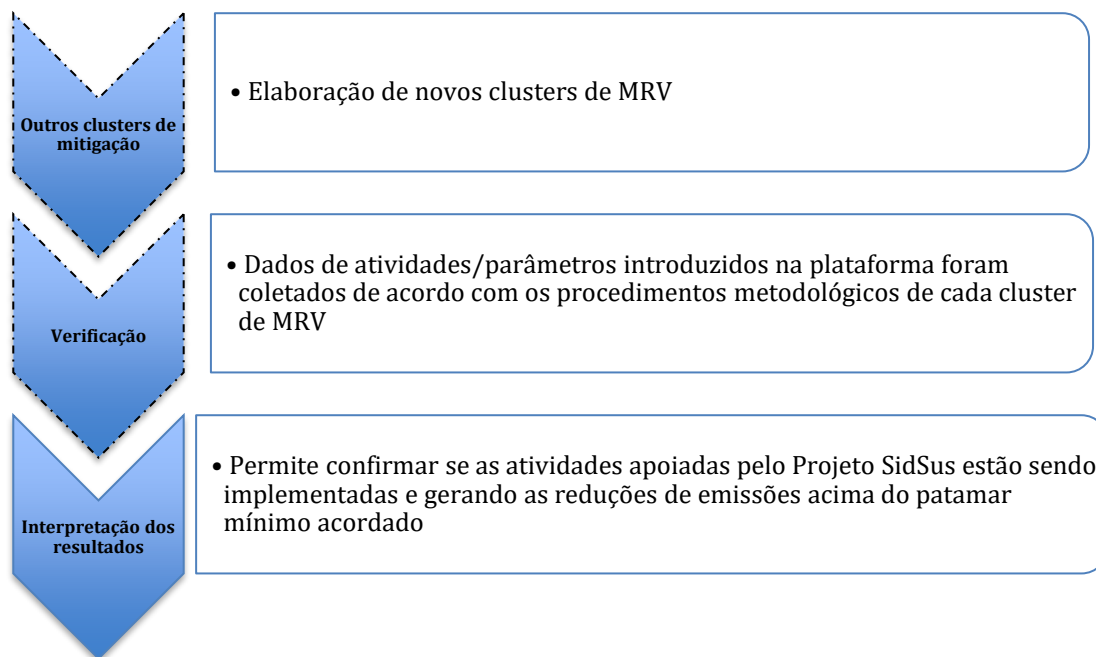 Outros clusters de
mitigação
• Elaboração de novos clusters de MRV
Verificação
• Dados de atividades/parâmetros introduzidos na plataforma foram
coletados de acordo com os procedimentos metodológicos de cada cluster
de MRV
Interpretação dos
resultados
• Permite confirmar se as atividades apoiadas pelo Projeto SidSus estão sendo
implementadas e gerando as reduções de emissões acima do patamar
mínimo acordado